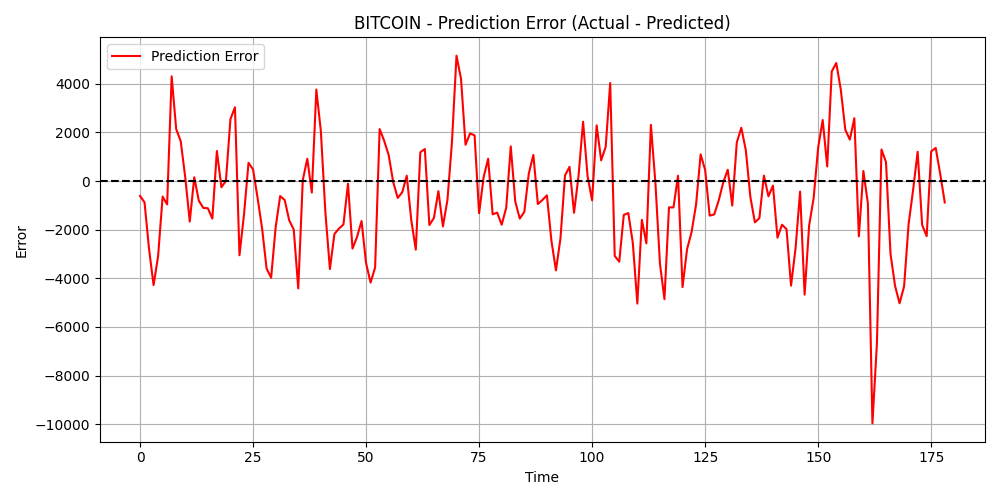 BITCOIN - Prediction Error (Actual - Predicted)
Prediction Error
4000
2000
0
−2000
−4000
−6000
−8000
−10000
Error
0 25 50 75 100 125 150 175
Time